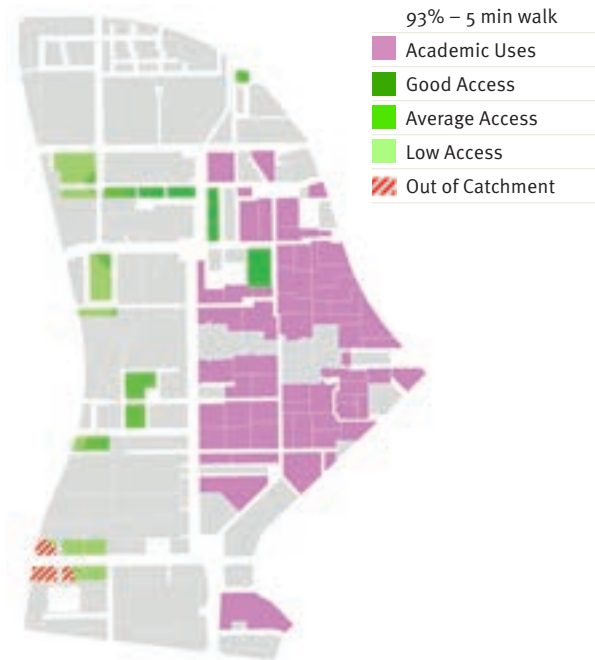 93% – 5 min walk
Academic Uses
Good Access
Average Access
Low Access
Out of Catchment